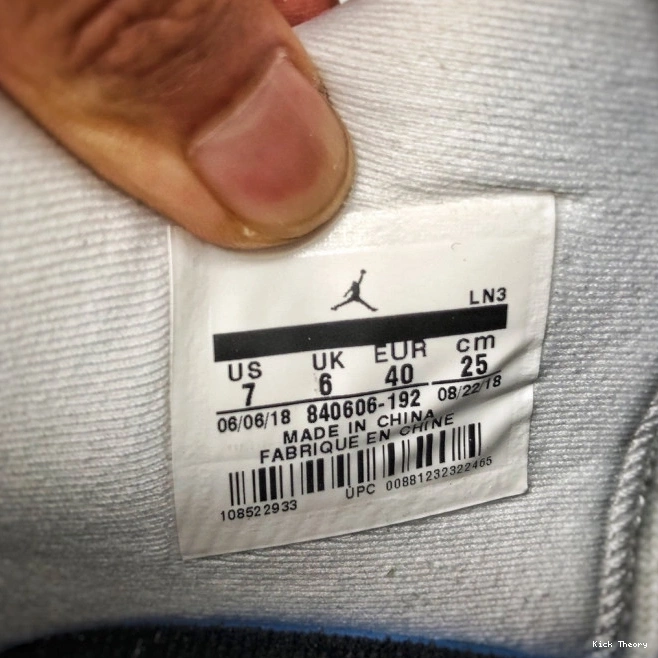 LN3
US UK EUR cm
7 6 40 25
06/06/18 840606-192 08/22/18
MADE IN CHINA
FABRIQUE EN CHINE
108522933 UPC 00881232322465
Kick Theory